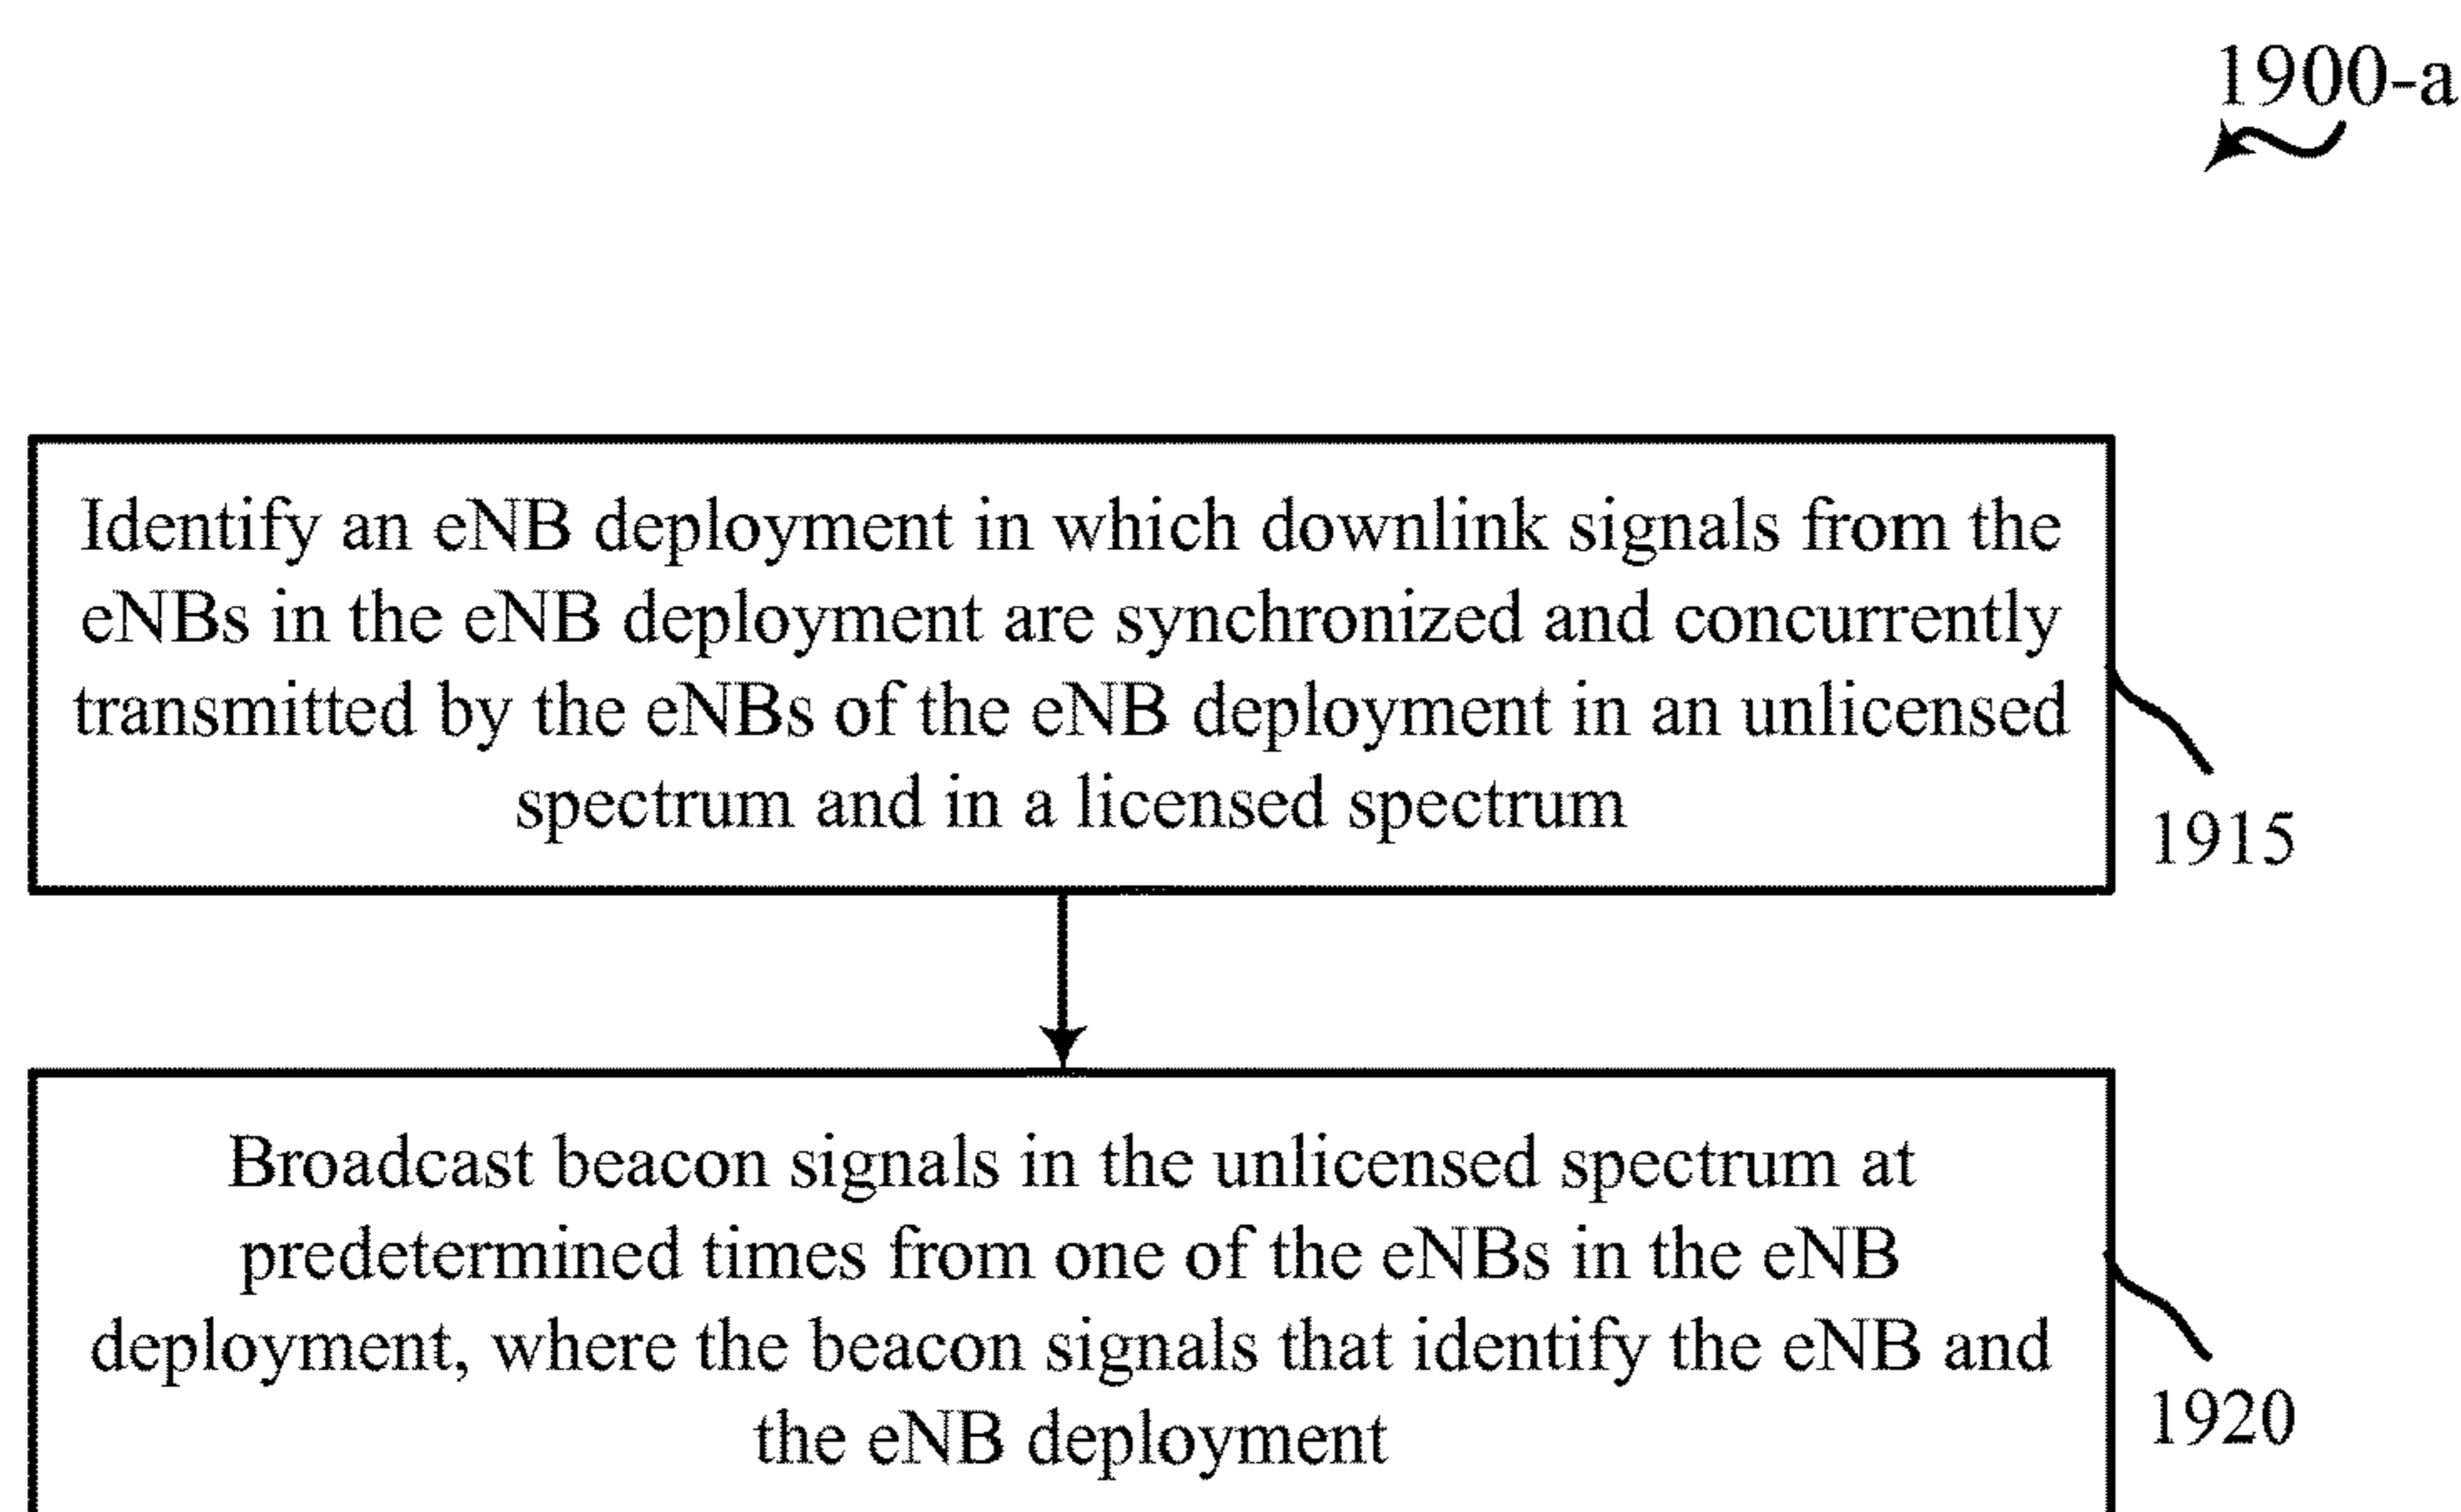 1900-a
Identify an eNB deployment in which downlink signals from the
eNBs in the eNB deployment are synchronized and concurrently
transmitted by the eNBs of the eNB deployment in an unlicensed
spectrum and in a licensed spectrum
1915
Broadcast beacon signals in the unlicensed spectrum at
predetermined times from one of the eNBs in the eNB
deployment, where the beacon signals that identify the eNB and
the eNB deployment
1920